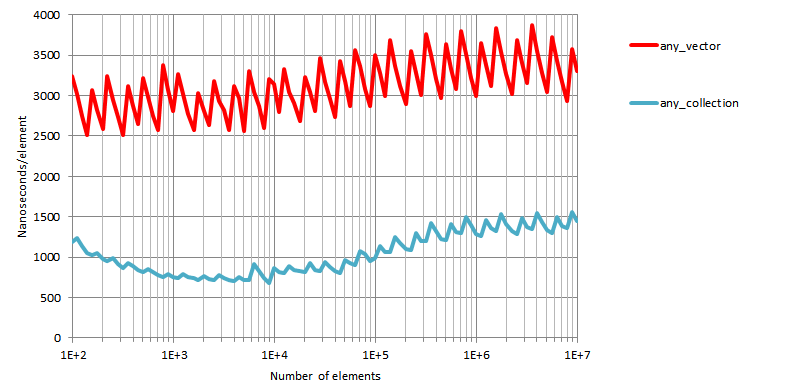 4000
3500
3000
2500
2000
1500
1000
500
0
Nanoseconds/element
1E+2 1E+3 1E+4 1E+5 1E+6 1E+7
Number of elements
any_vector
any_collection